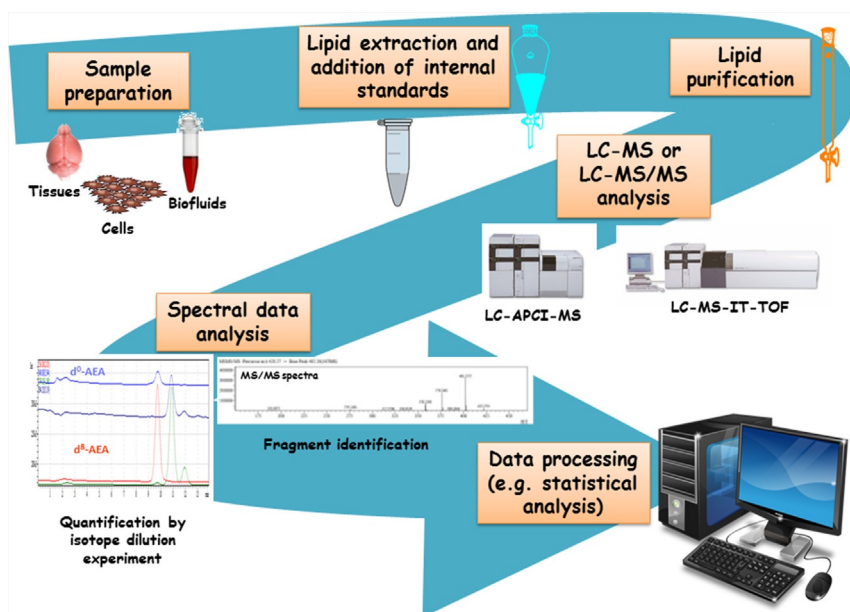 Sample
preparation
Lipid extraction and
addition of internal
standards
Lipid
purification
Tissues
Cells
Biofluids
LC-MS or
LC-MS/MS
analysis
LC-APCI-MS
LC-MS-IT-TOF
Spectral data
analysis
d⁰-AEA
d⁸-AEA
MS/MS spectra
Quantification by
isotope dilution
experiment
Fragment identification
Data processing
(e.g. statistical
analysis)